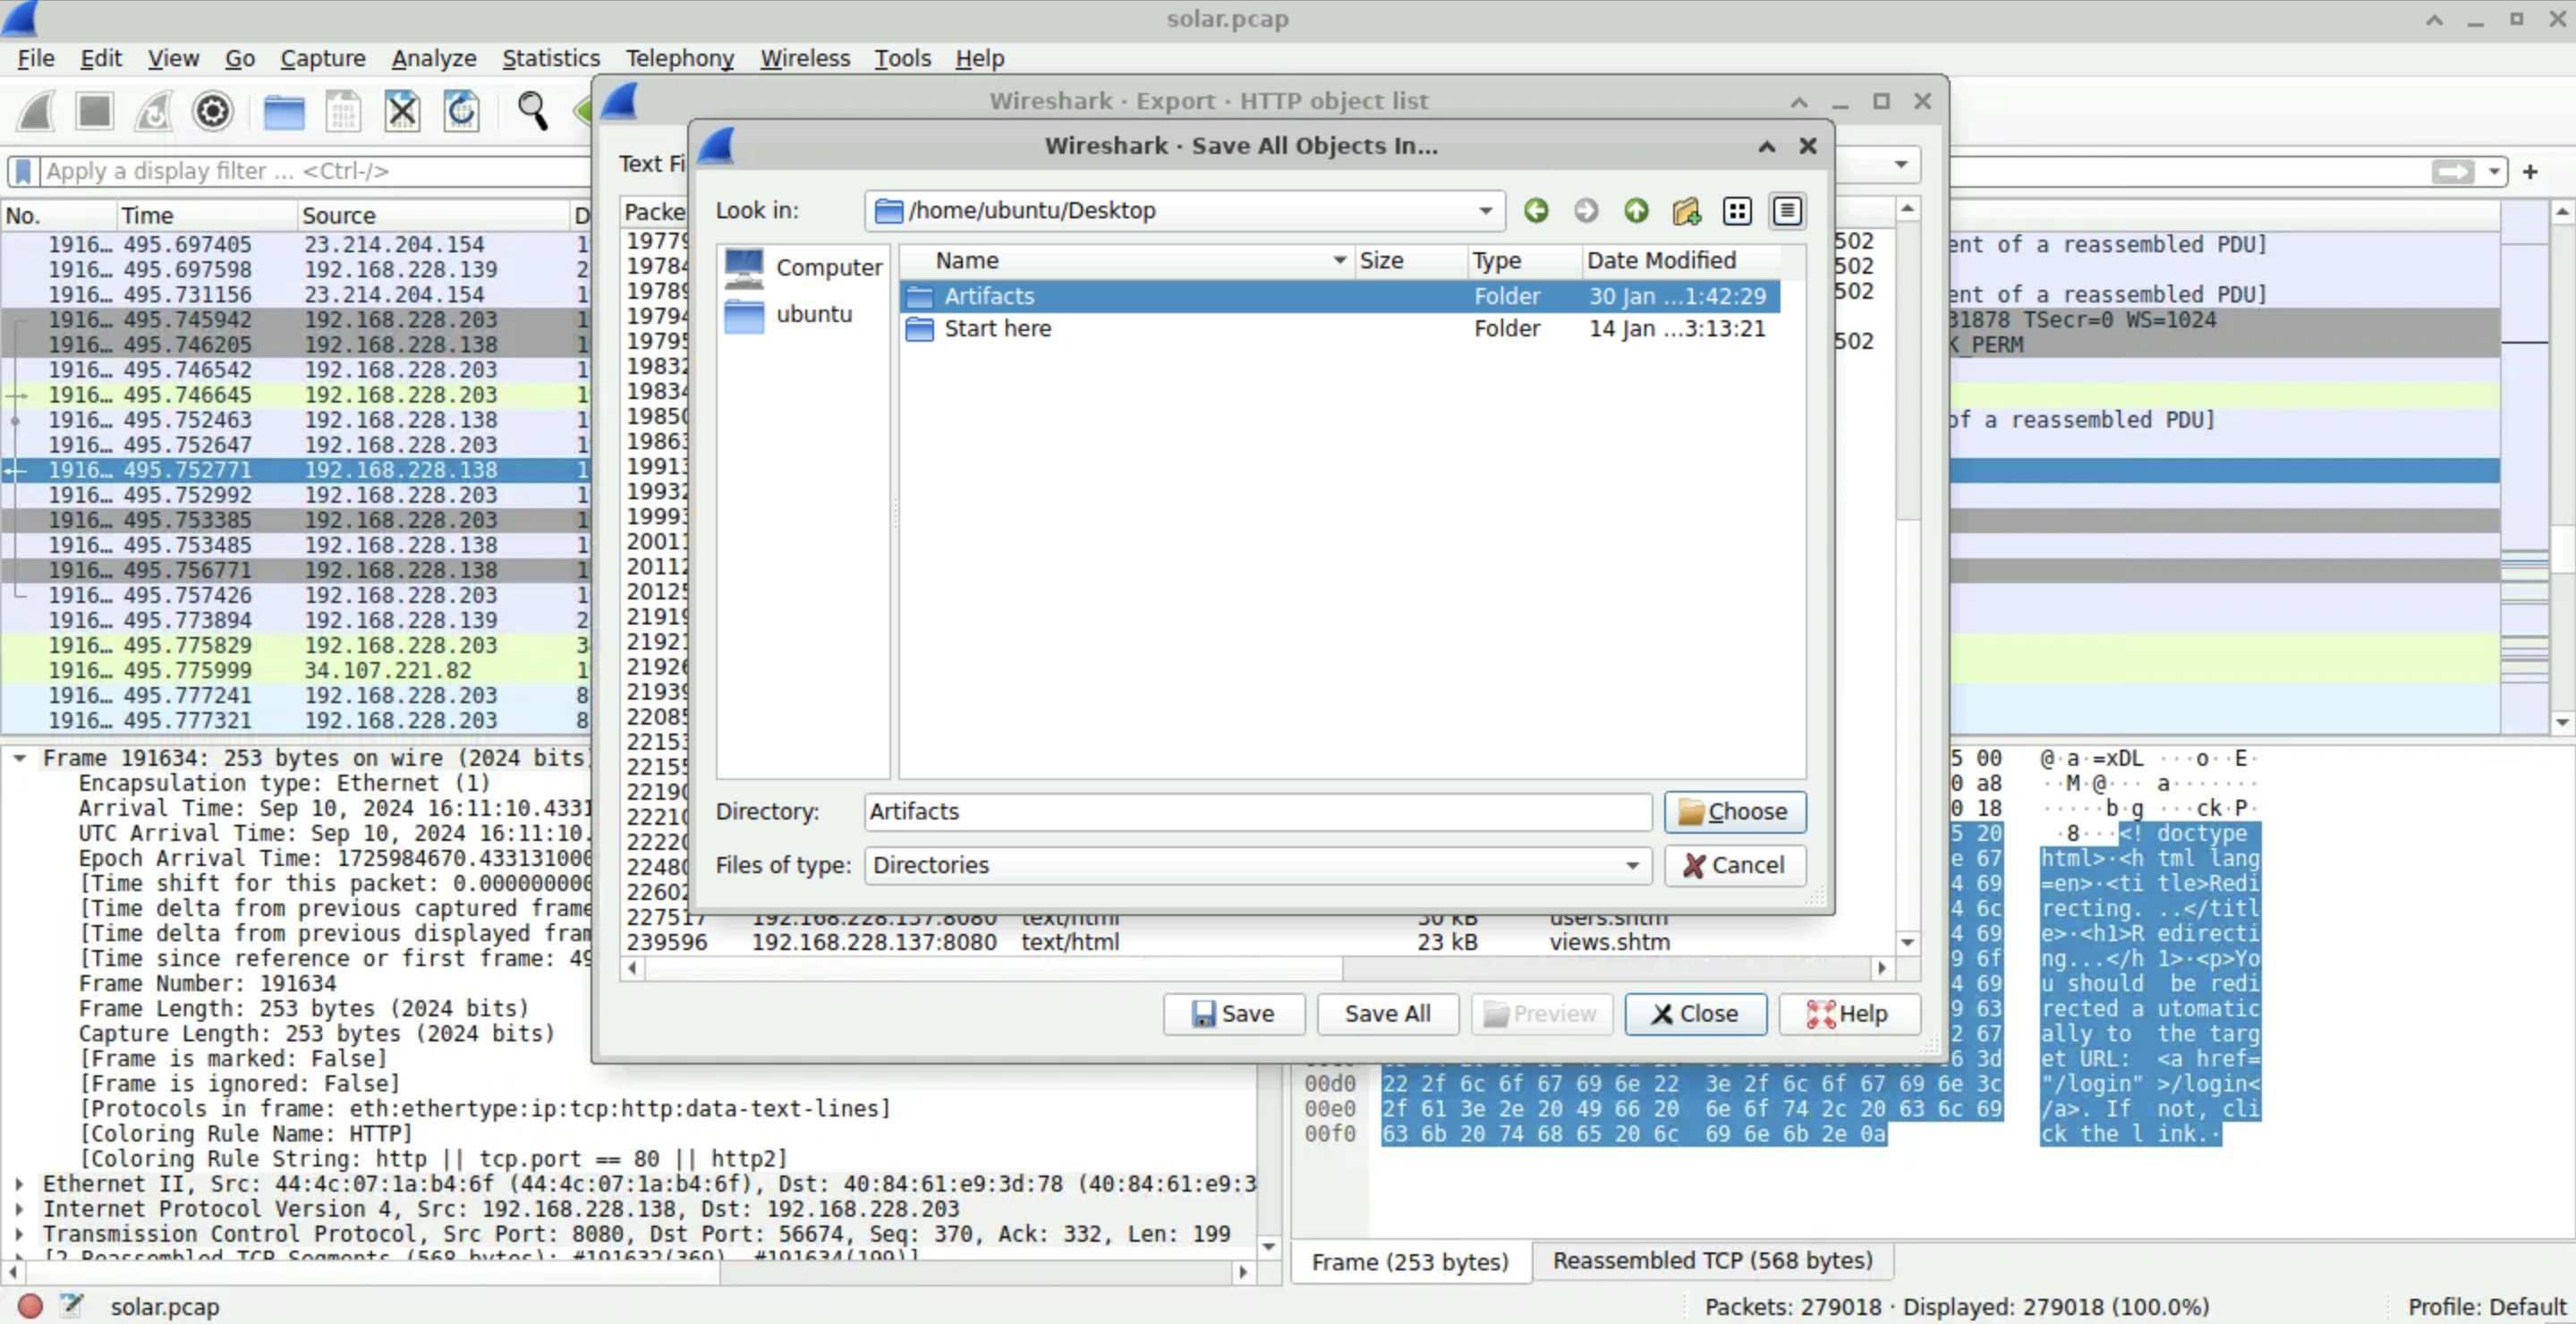 solar.pcap
File Edit View Go Capture Analyze Statistics Telephony Wireless Tools Help
Wireshark · Export · HTTP object list
Apply a display filter ... <Ctrl-/>
Text Fi
Wireshark · Save All Objects In...
Look in: /home/ubuntu/Desktop
Computer
ubuntu
Name Size Type Date Modified
Artifacts Folder 30 Jan ...1:42:29
Start here Folder 14 Jan ...3:13:21
Directory: Artifacts Choose
Files of type: Directories Cancel
No. Time Source D
1916… 495.697405 23.214.204.154 1
1916… 495.697598 192.168.228.139 2
1916… 495.731156 23.214.204.154 1
1916… 495.745942 192.168.228.203 1
1916… 495.746205 192.168.228.138 1
1916… 495.746542 192.168.228.203 1
1916… 495.746645 192.168.228.203 1
1916… 495.752463 192.168.228.138 1
1916… 495.752647 192.168.228.203 1
1916… 495.752771 192.168.228.138 1
1916… 495.752992 192.168.228.203 1
1916… 495.753385 192.168.228.203 1
1916… 495.753485 192.168.228.138 1
1916… 495.756771 192.168.228.138 1
1916… 495.757426 192.168.228.203 1
1916… 495.773894 192.168.228.139 2
1916… 495.775829 192.168.228.203 3
1916… 495.775999 34.107.221.82 1
1916… 495.777241 192.168.228.203 8
1916… 495.777321 192.168.228.203 8
Packe
19779 502
19784 502
19789 502
19794
19795 502
19832
19834
19850
19863
19913
19932
19993
20011
20112
20125
21919
21921
21926
21939
22085
22153
22155
22190
22210
22220
22480
22602
227517 192.168.228.137:8080 text/html 30 kB users.shtm
239596 192.168.228.137:8080 text/html 23 kB views.shtm
Save Save All Preview Close Help
ent of a reassembled PDU]
ent of a reassembled PDU]
31878 TSecr=0 WS=1024
K_PERM
of a reassembled PDU]
Frame 191634: 253 bytes on wire (2024 bits)
Encapsulation type: Ethernet (1)
Arrival Time: Sep 10, 2024 16:11:10.4331
UTC Arrival Time: Sep 10, 2024 16:11:10.
Epoch Arrival Time: 1725984670.433131000
[Time shift for this packet: 0.000000000
[Time delta from previous captured frame
[Time delta from previous displayed fram
[Time since reference or first frame: 49
Frame Number: 191634
Frame Length: 253 bytes (2024 bits)
Capture Length: 253 bytes (2024 bits)
[Frame is marked: False]
[Frame is ignored: False]
[Protocols in frame: eth:ethertype:ip:tcp:http:data-text-lines]
[Coloring Rule Name: HTTP]
[Coloring Rule String: http || tcp.port == 80 || http2]
Ethernet II, Src: 44:4c:07:1a:b4:6f (44:4c:07:1a:b4:6f), Dst: 40:84:61:e9:3d:78 (40:84:61:e9:3
Internet Protocol Version 4, Src: 192.168.228.138, Dst: 192.168.228.203
Transmission Control Protocol, Src Port: 8080, Dst Port: 56674, Seq: 370, Ack: 332, Len: 199
[2 Reassembled TCP Segments (568 bytes): #191632(369), #191634(199)]
5 00 @·a·=xDL ···o··E·
0 a8 ··M·@··· a·······
0 18 ·····b·g ···ck·P·
5 20 ·8···<! doctype
e 67 html>·<h tml lang
4 69 =en>·<ti tle>Redi
4 6c recting. ..</titl
4 69 e>·<h1>R edirecti
9 6f ng...</h 1>·<p>Yo
4 69 u should be redi
9 63 rected a utomatic
2 67 ally to the targ
6 3d et URL: <a href=
00d0 22 2f 6c 6f 67 69 6e 22 3e 2f 6c 6f 67 69 6e 3c "/login" >/login<
00e0 2f 61 3e 2e 20 49 66 20 6e 6f 74 2c 20 63 6c 69 /a>. If not, cli
00f0 63 6b 20 74 68 65 20 6c 69 6e 6b 2e 0a ck the l ink.·
Frame (253 bytes) Reassembled TCP (568 bytes)
solar.pcap Packets: 279018 · Displayed: 279018 (100.0%) Profile: Default